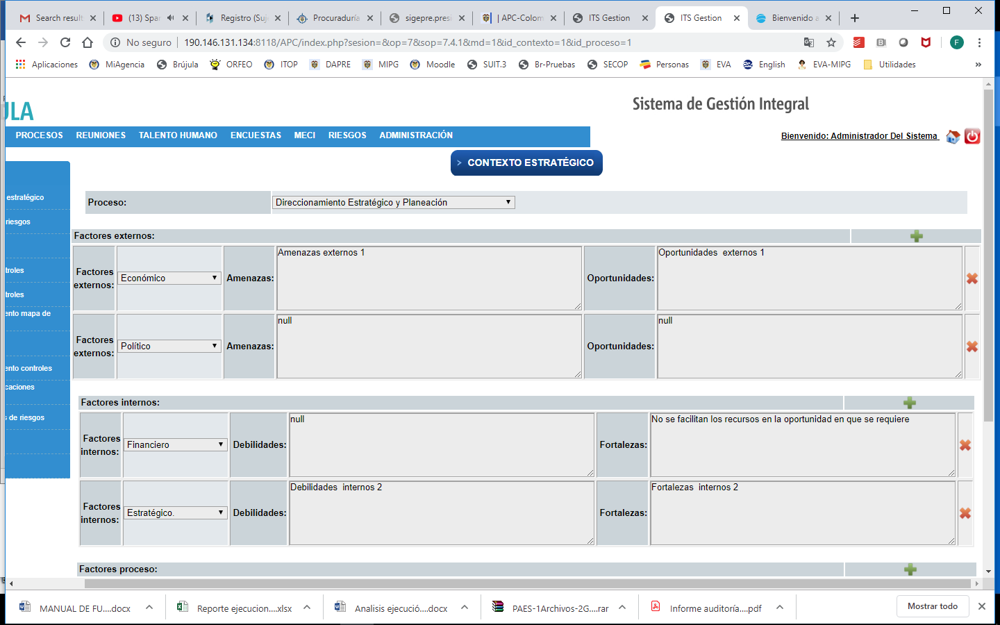 Search result
(13) Spar
Registro (Suj
Procuraduría
sigepre.presi
| APC-Colom
ITS Gestion
ITS Gestion
Bienvenido a
No seguro
190.146.131.134:8118/APC/index.php?sesion=&op=7&sop=7.4.1&md=1&id_contexto=1&id_proceso=1
F
Aplicaciones
MiAgencia
Brújula
ORFEO
ITOP
DAPRE
MIPG
Moodle
SUIT.3
Br-Pruebas
SECOP
Personas
EVA
English
EVA-MIPG
Utilidades
»
ULA
Sistema de Gestión Integral
PROCESOS REUNIONES TALENTO HUMANO ENCUESTAS MECI RIESGOS ADMINISTRACIÓN
Bienvenido: Administrador Del Sistema
> CONTEXTO ESTRATÉGICO
estratégico
riesgos
troles
troles
ento mapa de
ento controles
caciones
s de riesgos
Proceso:
Direccionamiento Estratégico y Planeación
Factores externos:
Factores
externos:
Económico
Amenazas:
Amenazas externos 1
Oportunidades:
Oportunidades  externos 1
Factores
externos:
Político
Amenazas:
null
Oportunidades:
null
Factores internos:
Factores
internos:
Financiero
Debilidades:
null
Fortalezas:
No se facilitan los recursos en la oportunidad en que se requiere
Factores
internos:
Estratégico.
Debilidades:
Debilidades  internos 2
Fortalezas:
Fortalezas  internos 2
Factores proceso:
MANUAL DE FU....docx
Reporte ejecucion....xlsx
Analisis ejecució....docx
PAES-1Archivos-2G....rar
Informe auditoría....pdf
Mostrar todo